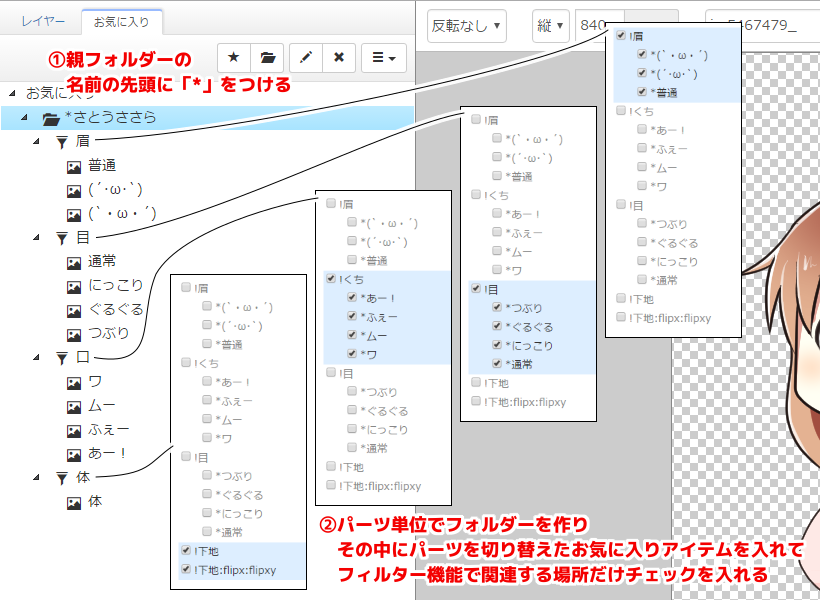 レイヤー お気に入り
反転なし 縦 840
①親フォルダーの
名前の先頭に「*」をつける
お気に入り
*さとうささら
眉
普通
(´･ω･`)
(`・ω・´)
目
通常
にっこり
ぐるぐる
つぶり
口
ワ
ムー
ふぇー
あー！
体
体
!眉
*(`・ω・´)
*(´･ω･`)
*普通
!くち
*あー！
*ふぇー
*ムー
*ワ
!目
*つぶり
*ぐるぐる
*にっこり
*通常
!下地
!下地:flipx:flipxy
!眉
*(`・ω・´)
*(´･ω･`)
*普通
!くち
*あー！
*ふぇー
*ムー
*ワ
!目
*つぶり
*ぐるぐる
*にっこり
*通常
!下地
!下地:flipx:flipxy
!眉
*(`・ω・´)
*(´･ω･`)
*普通
!くち
*あー！
*ふぇー
*ムー
*ワ
!目
*つぶり
*ぐるぐる
*にっこり
*通常
!下地
!下地:flipx:flipxy
!眉
*(`・ω・´)
*(´･ω･`)
*普通
!くち
*あー！
*ふぇー
*ムー
*ワ
!目
*つぶり
*ぐるぐる
*にっこり
*通常
!下地
!下地:flipx:flipxy
②パーツ単位でフォルダーを作り
その中にパーツを切り替えたお気に入りアイテムを入れて
フィルター機能で関連する場所だけチェックを入れる